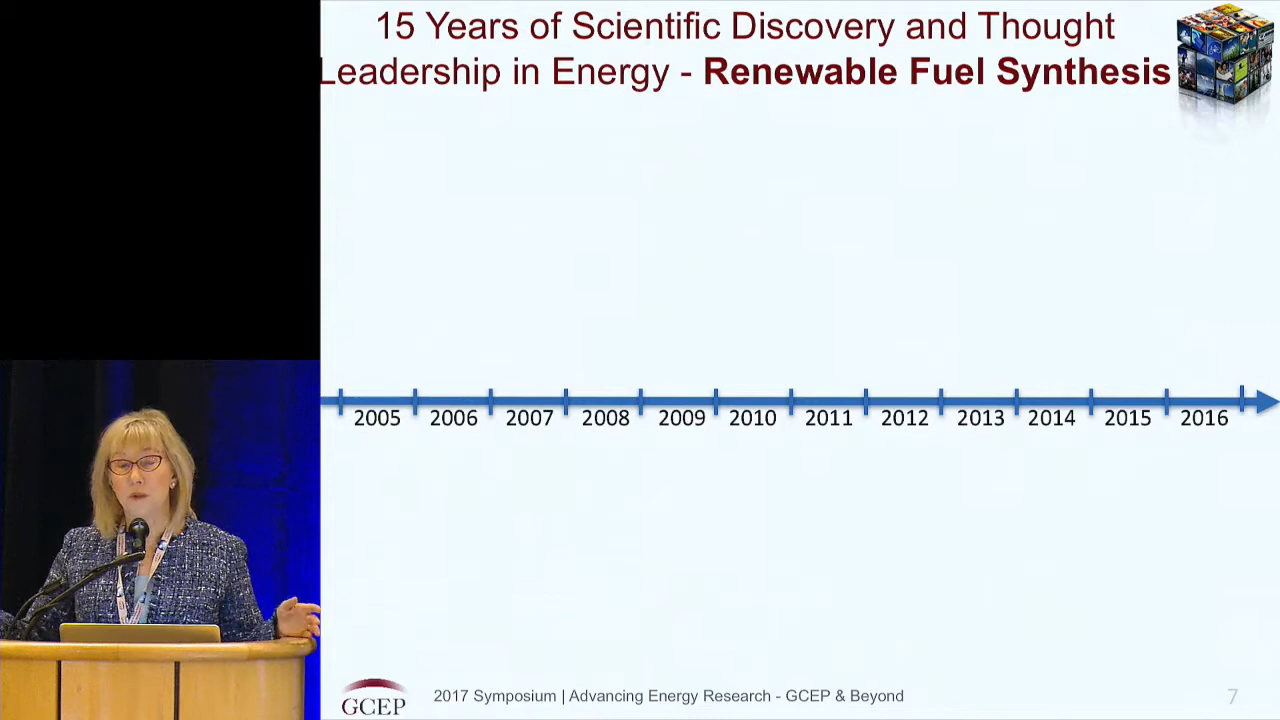 15 Years of Scientific Discovery and Thought
Leadership in Energy - Renewable Fuel Synthesis
2005 2006 2007 2008 2009 2010 2011 2012 2013 2014 2015 2016
GCEP
2017 Symposium | Advancing Energy Research - GCEP & Beyond
7